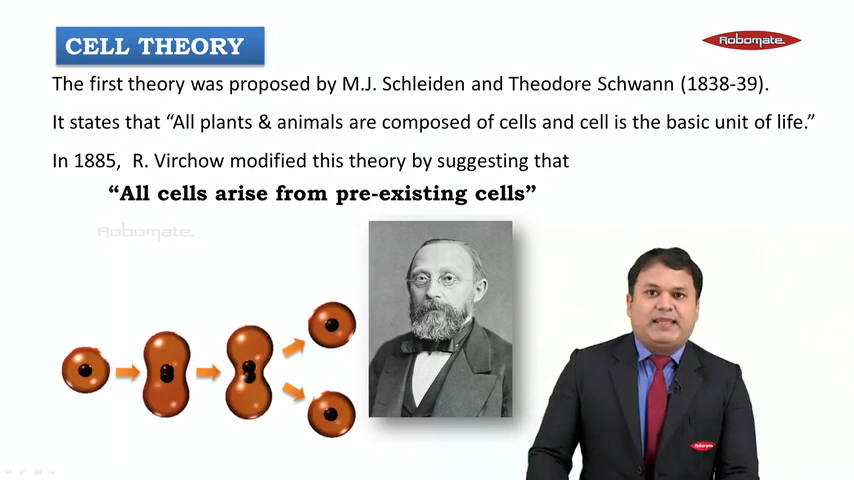 CELL THEORY
Robomate
The first theory was proposed by M.J. Schleiden and Theodore Schwann (1838-39).
It states that “All plants & animals are composed of cells and cell is the basic unit of life.”
In 1885, R. Virchow modified this theory by suggesting that
“All cells arise from pre-existing cells”
Robomate
Robomate